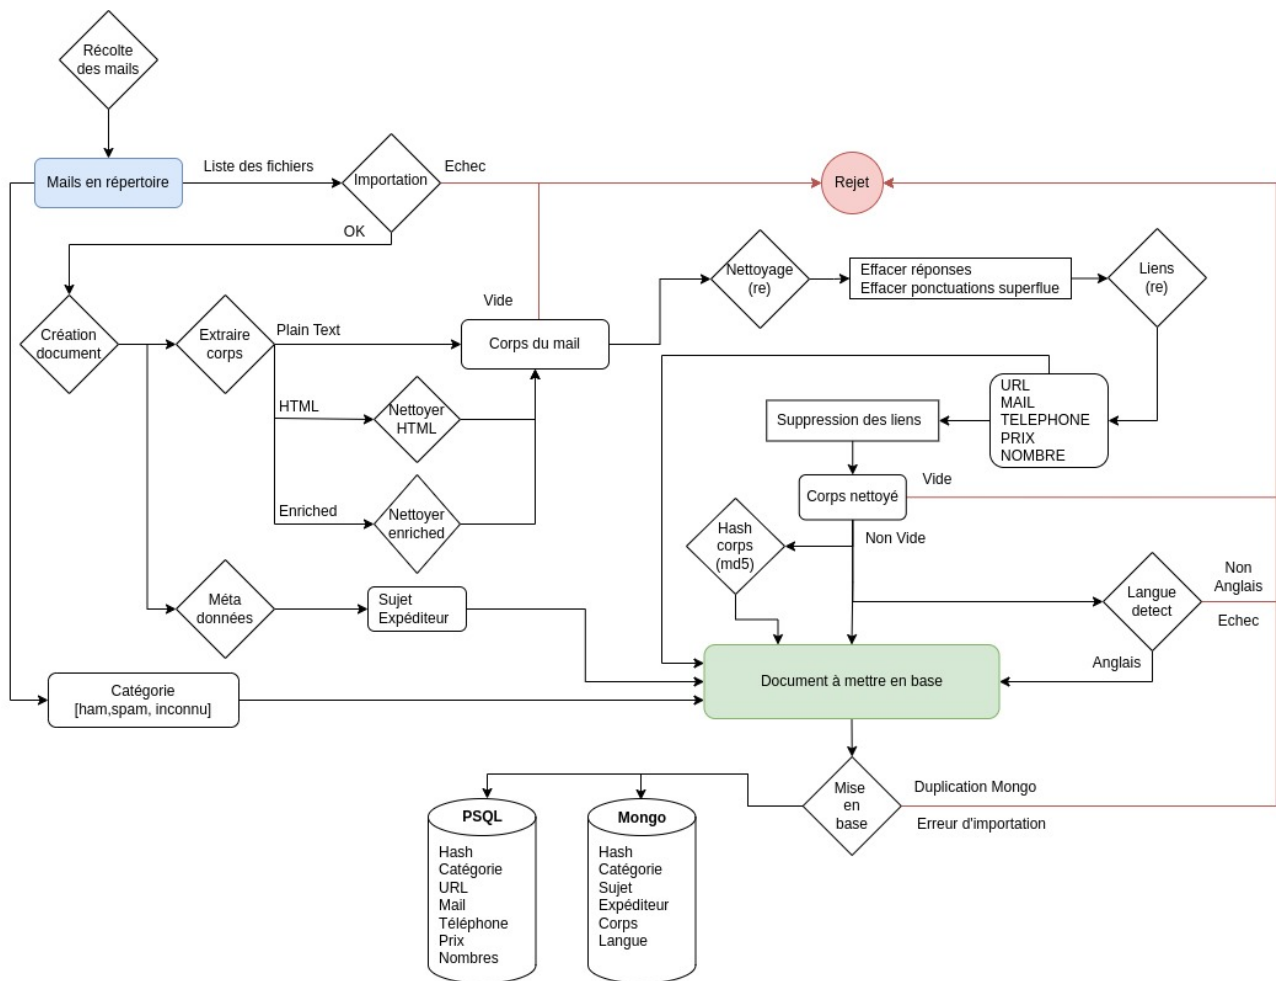 Récolte
des mails
Mails en répertoire
Liste des fichiers
Importation
Echec
Rejet
OK
Création
document
Extraire
corps
Plain Text
Vide
Corps du mail
Nettoyage
(re)
Effacer réponses
Effacer ponctuations superflue
Liens
(re)
HTML
Nettoyer
HTML
Enriched
Nettoyer
enriched
URL
MAIL
TELEPHONE
PRIX
NOMBRE
Suppression des liens
Corps nettoyé
Vide
Non Vide
Hash
corps
(md5)
Langue
detect
Non
Anglais
Echec
Anglais
Méta
données
Sujet
Expéditeur
Catégorie
[ham,spam, inconnu]
Document à mettre en base
Mise
en
base
Duplication Mongo
Erreur d'importation
PSQL
Hash
Catégorie
URL
Mail
Téléphone
Prix
Nombres
Mongo
Hash
Catégorie
Sujet
Expéditeur
Corps
Langue